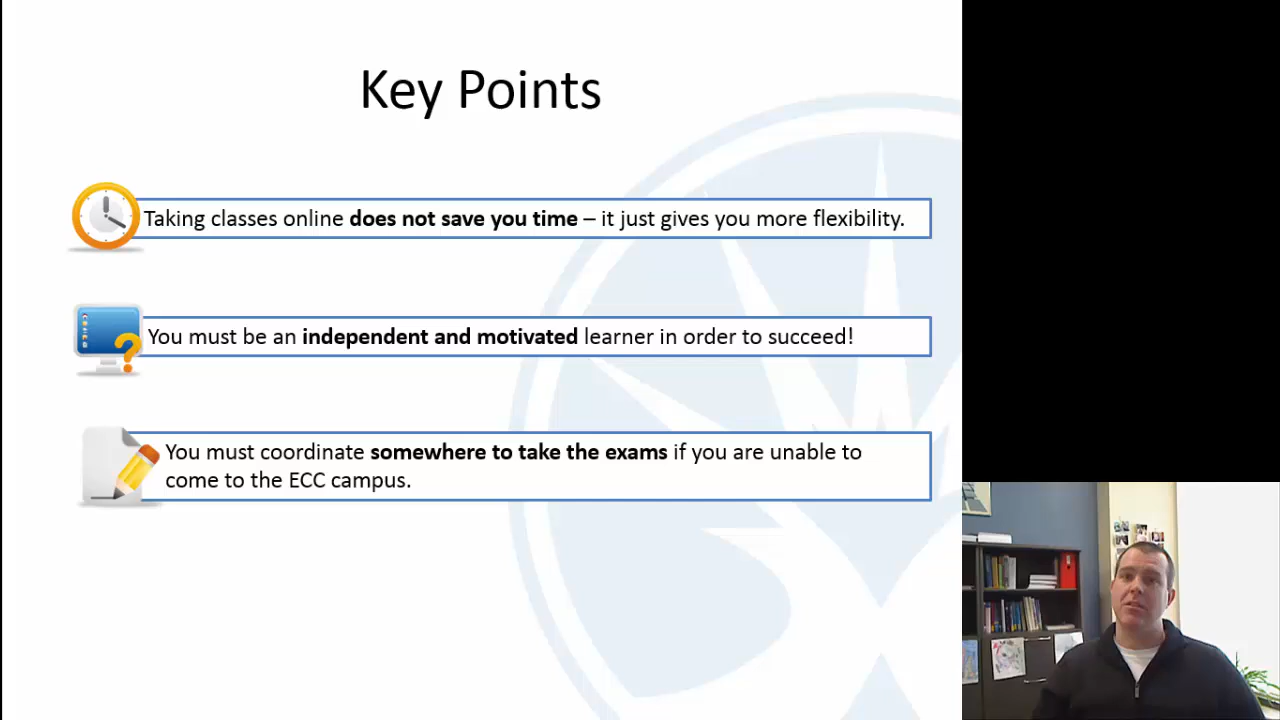 Key Points
Taking classes online does not save you time – it just gives you more flexibility.
You must be an independent and motivated learner in order to succeed!
You must coordinate somewhere to take the exams if you are unable to
come to the ECC campus.